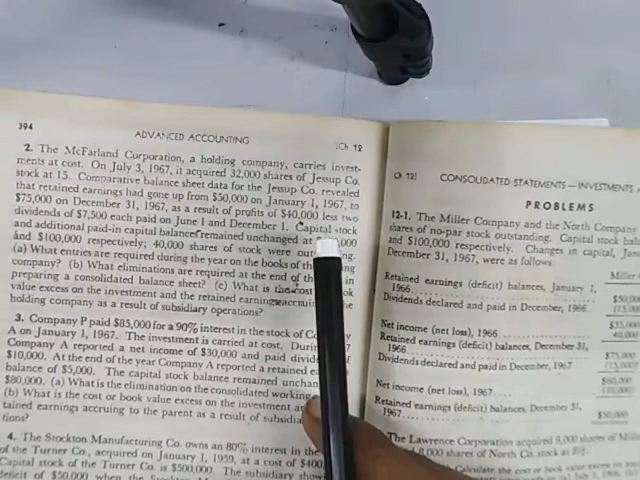 394
ADVANCED ACCOUNTING
[Ch. 12
2. The McFarland Corporation, a holding company, carries invest-
ments at cost. On July 3, 1967, it acquired 32,000 shares of Jessup Co.
stock at 15. Comparative balance sheet data for the Jessup Co. revealed
that retained earnings had gone up from $50,000 on January 1, 1967, to
$75,000 on December 31, 1967, as a result of profits of $40,000 less two
dividends of $7,500 each paid on June 1 and December 1. Capital stock
and additional paid-in capital balances remained unchanged at
and $100,000 respectively; 40,000 shares of stock were
(a) What entries are required during the year on the books of the
company? (b) What eliminations are required at the end of the in
preparing a consolidated balance sheet? (c) What is the cost
value excess on the investment and the retained earnings accruing the
holding company as a result of subsidiary operations?
3. Company P paid $85,000 for a 90% interest in the stock of
A on January 1, 1967. The investment is carried at cost.
Company A reported a net income of $30,000 and paid of
$10,000. At the end of the year Company A reported a retained
balance of $5,000. The capital stock balance remained
$80,000. (a) What is the elimination on the consolidated working
(b) What is the cost or book value excess on the investment
tained earnings accruing to the parent as a result of
tions?
4. The Stockton Manufacturing Co. owns an 80% interest in the
of the Turner Co., acquired on January 1, 1959, at a cost of
Capital stock of the Turner Co. is $500,000. The subsidiary
deficit of $50,000 when the
Ch 12]
CONSOLIDATED STATEMENTS—INVESTMENTS
PROBLEMS
12-1. The Miller Company and the North Company
shares of no-par stock outstanding. Capital stock
and $100,000 respectively. Changes in capital,
December 31, 1967, were as follows:
Miller
Retained earnings (deficit) balances, January 1,
1966
Dividends declared and paid in December, 1966
Net income (net loss), 1966
Retained earnings (deficit) balances, December 31,
1966
$75,000
Dividends declared and paid in December, 1967
Net income (net loss), 1967
Retained earnings (deficit) balances, December 31,
1967
The Lawrence Corporation acquired 9,000 shares of
8,000 shares of North Co. stock at
Calculate the cost or book value excess on